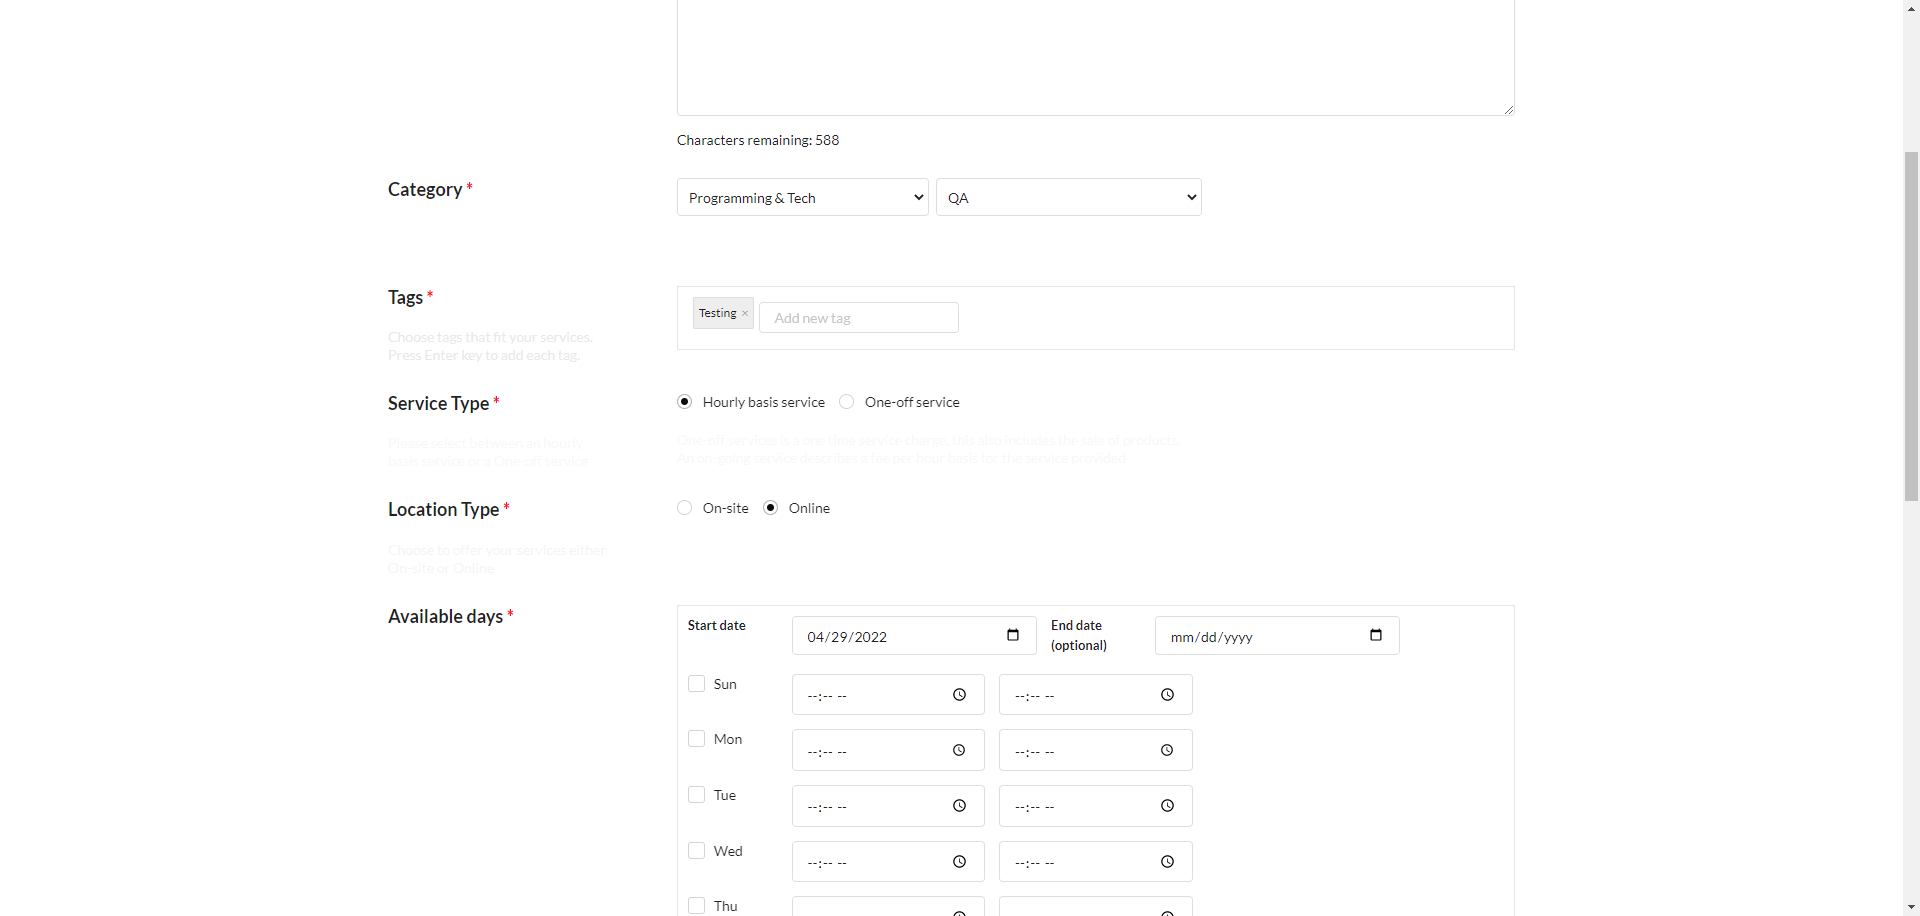 Characters remaining: 588
Category *
Programming & Tech
QA
Tags *
Testing ×
Add new tag
Choose tags that fit your services.
Press Enter key to add each tag.
Service Type *
Hourly basis service
One-off service
Please select between an hourly
basis service or a One-off service
One-off services is a one time service charge, this also includes the sale of products.
An on-going service describes a fee per hour basis for the service provided
Location Type *
On-site
Online
Choose to offer your services either
On-site or Online
Available days *
Start date
04/29/2022
End date
(optional)
mm/dd/yyyy
Sun
--:-- --
--:-- --
Mon
--:-- --
--:-- --
Tue
--:-- --
--:-- --
Wed
--:-- --
--:-- --
Thu